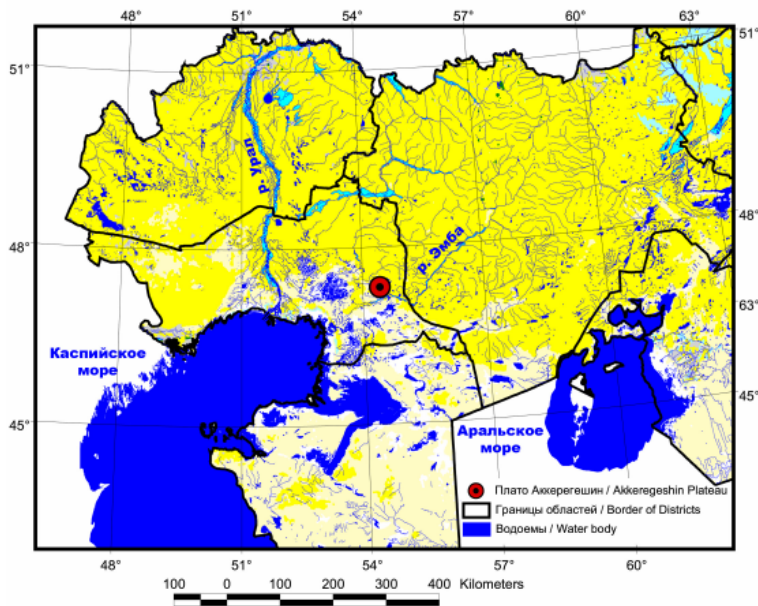 48° 51° 54° 57° 60° 63°
51° 51°
р. Урал
48° 48°
р. Эмба
63°
Каспийское
море
45° 45°
Аральское
море
Плато Аккерегешин / Akkeregeshin Plateau
Границы областей / Border of Districts
Водоемы / Water body
48° 51° 54° 57° 60°
100 0 100 200 300 400 Kilometers